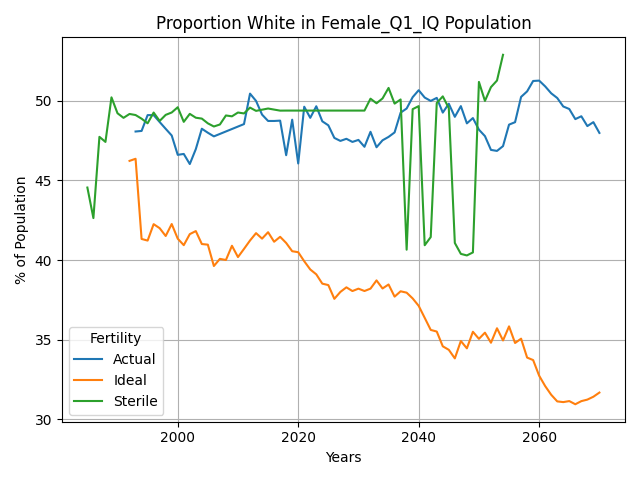 Proportion White in Female_Q1_IQ Population
% of Population
50
45
40
35
30
Fertility
Actual
Ideal
Sterile
2000 2020 2040 2060
Years